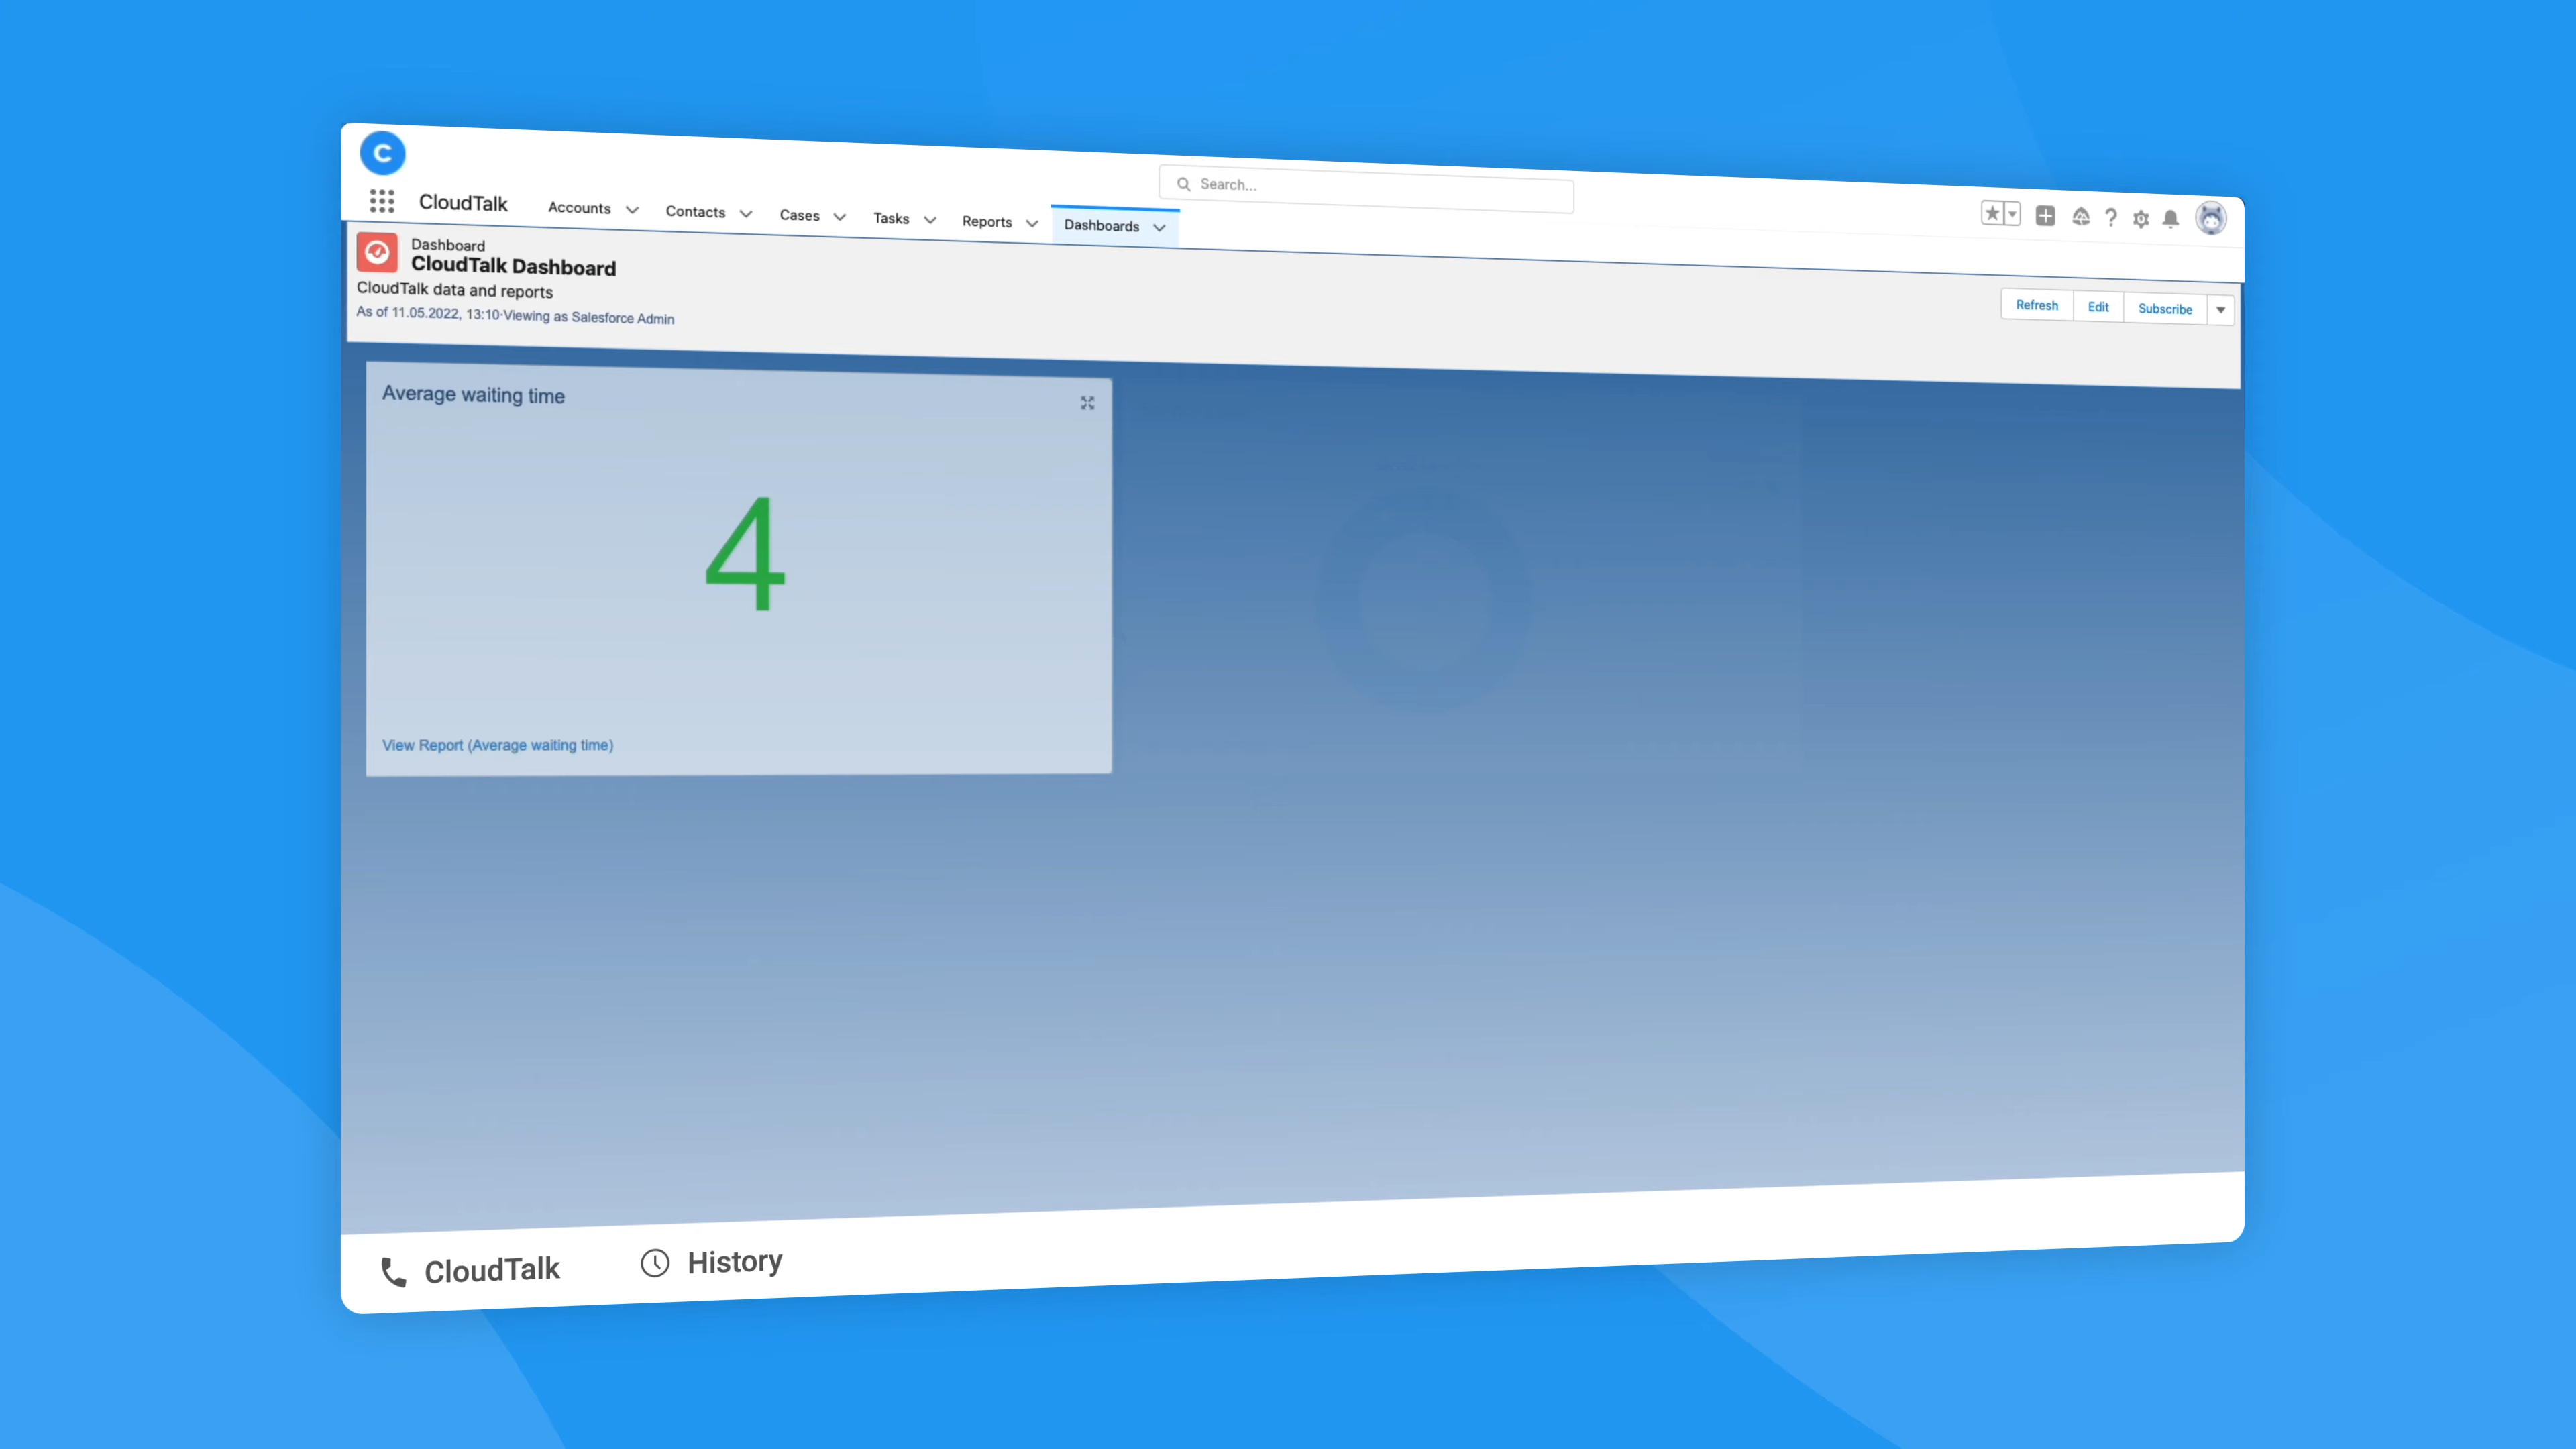 C
Search...
CloudTalk Accounts Contacts Cases Tasks Reports Dashboards
Dashboard
CloudTalk Dashboard
CloudTalk data and reports
As of 11.05.2022, 13:10·Viewing as Salesforce Admin
Refresh Edit Subscribe
Average waiting time
4
View Report (Average waiting time)
CloudTalk History